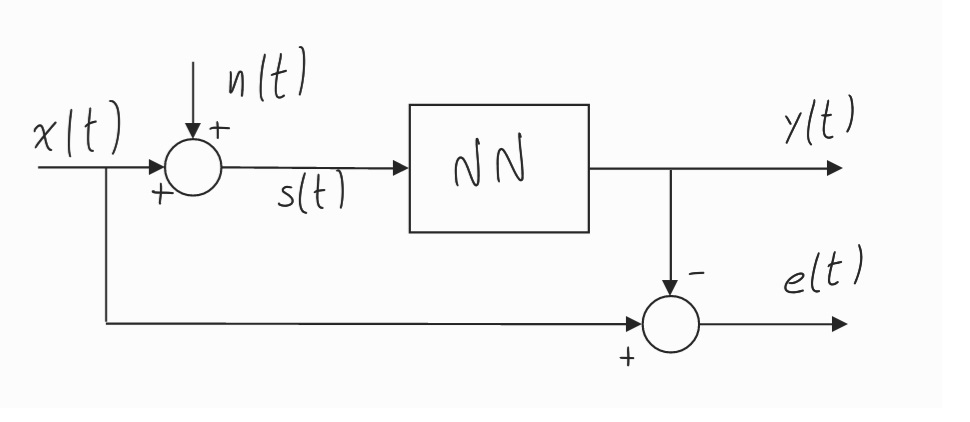 n(t)
x(t)
+
+
s(t)
NN
y(t)
-
e(t)
+